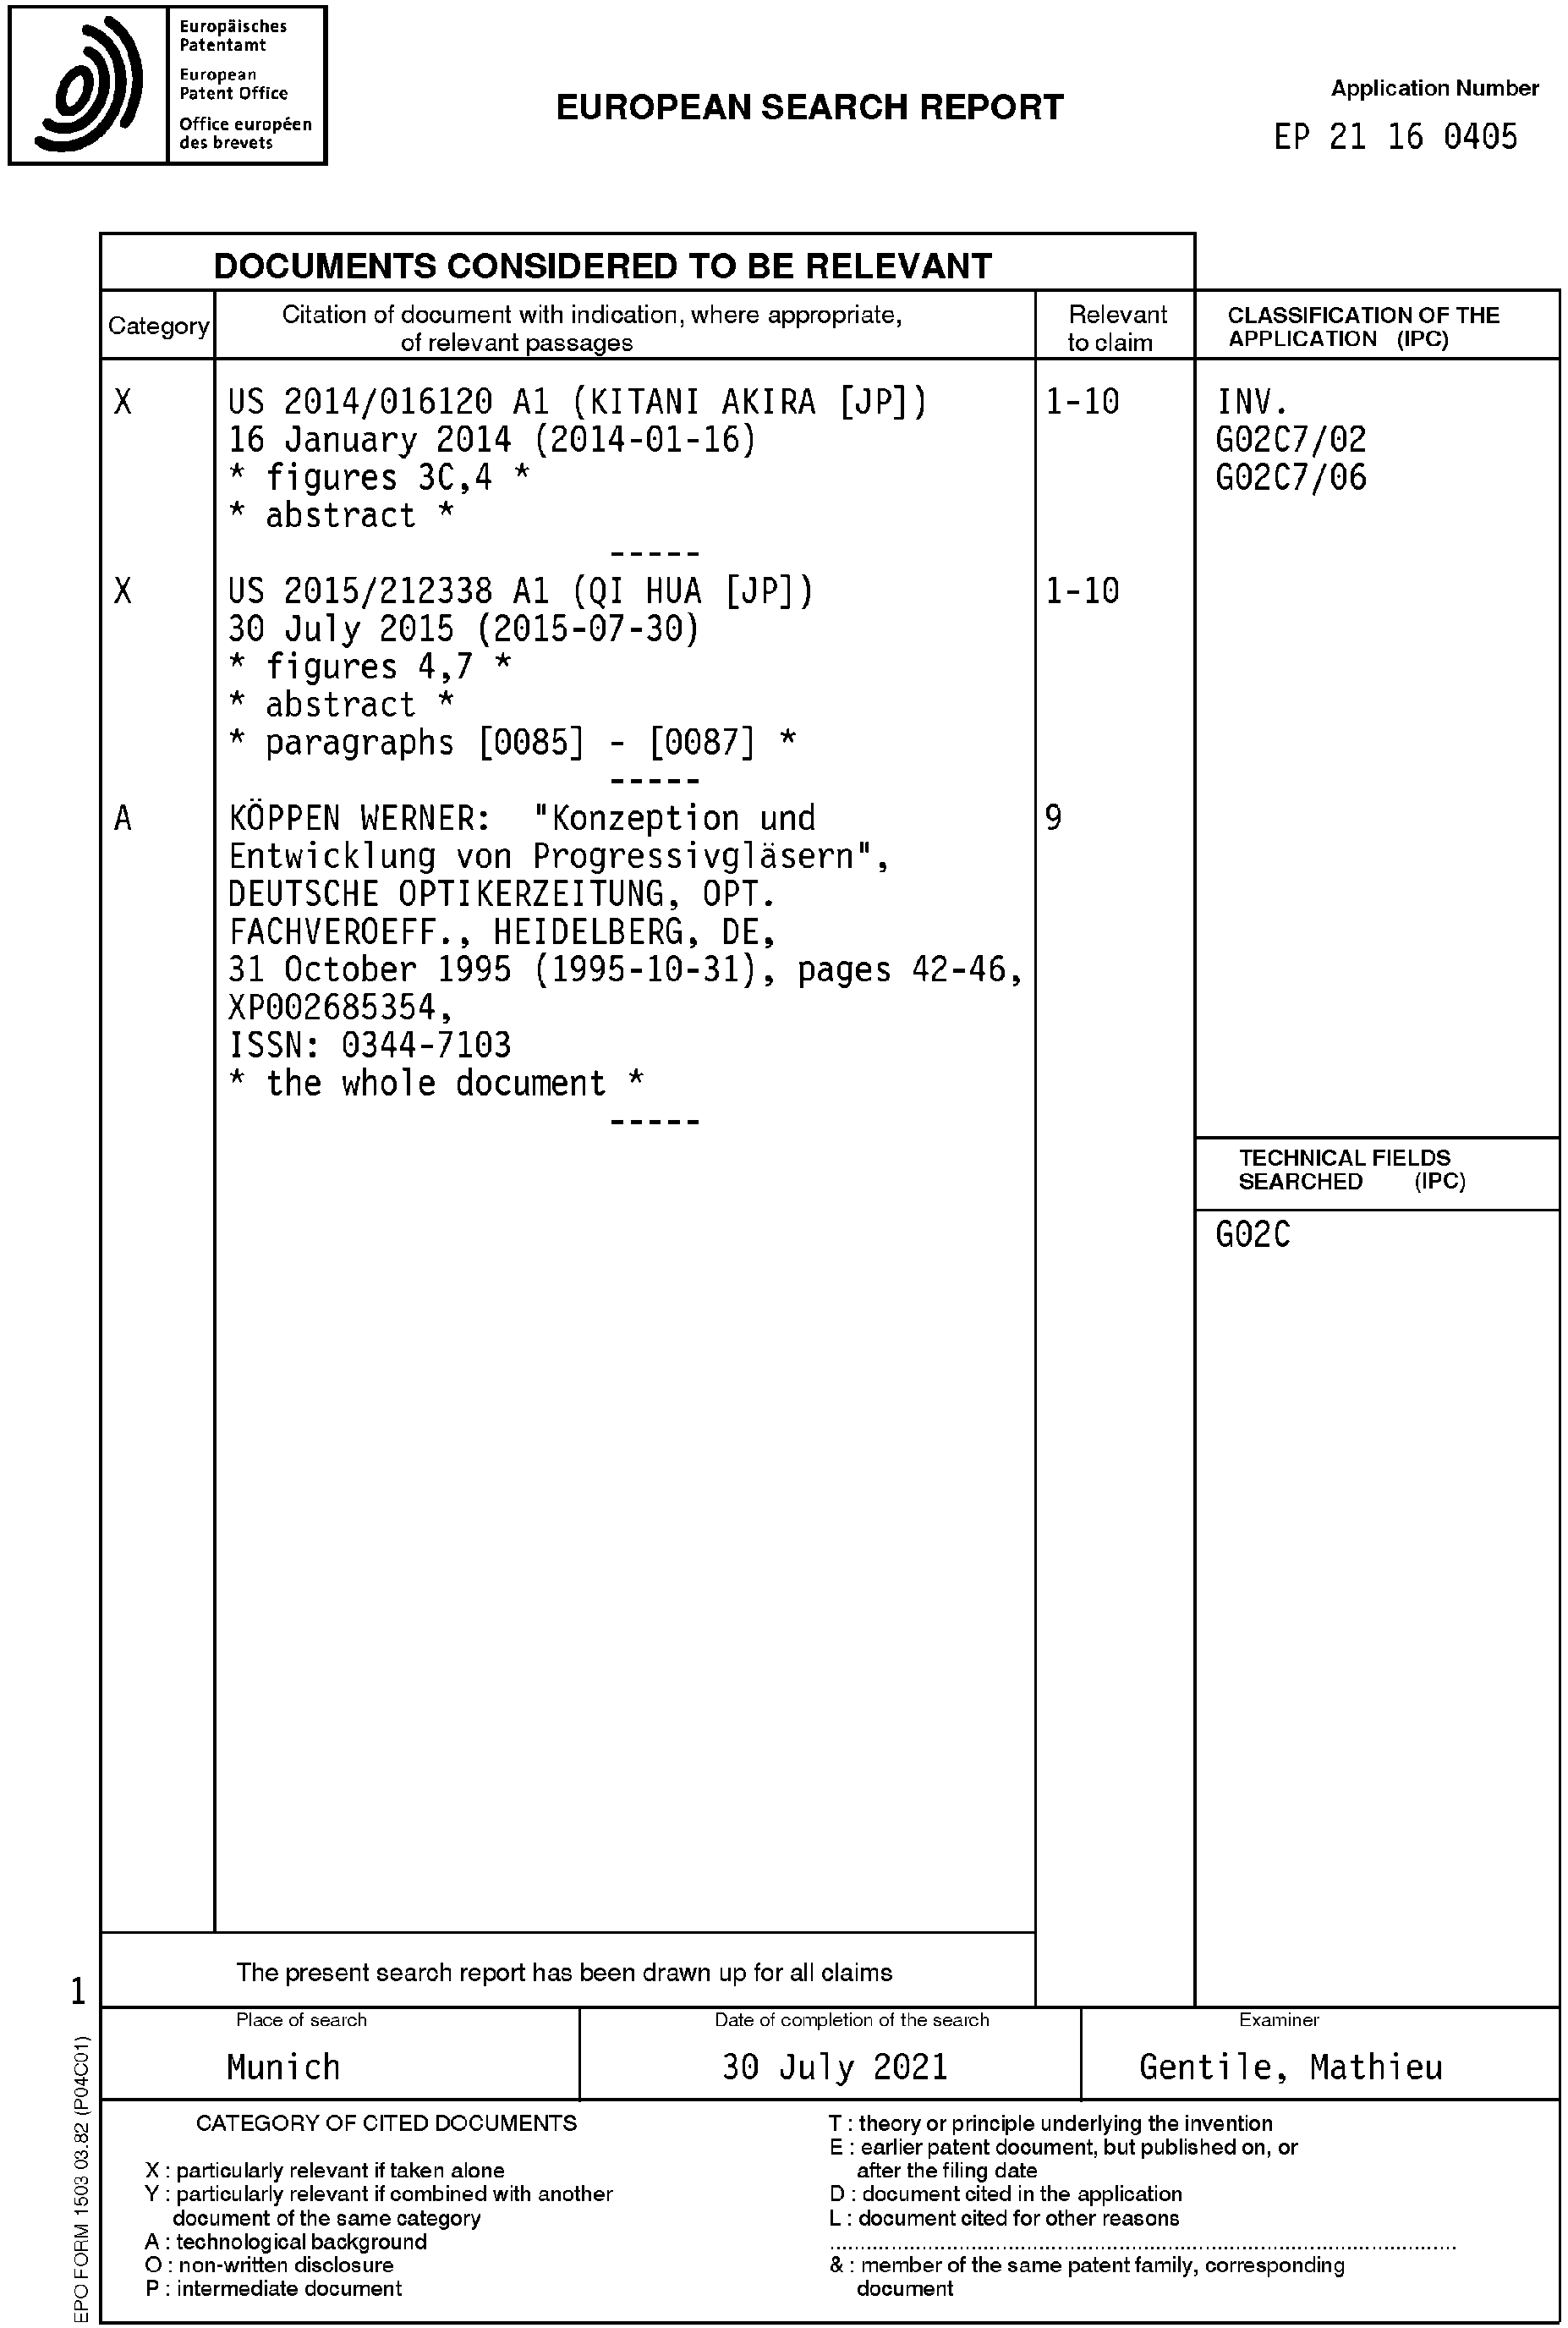 Europäisches
Patentamt
European
Patent Office
Office européen
des brevets
EUROPEAN SEARCH REPORT
Application Number
EP 21 16 0405
DOCUMENTS CONSIDERED TO BE RELEVANT
Category
Citation of document with indication, where appropriate,
of relevant passages
Relevant
to claim
CLASSIFICATION OF THE
APPLICATION (IPC)
X
US 2014/016120 A1 (KITANI AKIRA [JP])
16 January 2014 (2014-01-16)
* figures 3C,4 *
* abstract *
-----
1-10
INV.
G02C7/02
G02C7/06
X
US 2015/212338 A1 (QI HUA [JP])
30 July 2015 (2015-07-30)
* figures 4,7 *
* abstract *
* paragraphs [0085] - [0087] *
-----
1-10
A
KÖPPEN WERNER: "Konzeption und
Entwicklung von Progressivgläsern",
DEUTSCHE OPTIKERZEITUNG, OPT.
FACHVEROEFF., HEIDELBERG, DE,
31 October 1995 (1995-10-31), pages 42-46,
XP002685354,
ISSN: 0344-7103
* the whole document *
-----
9
TECHNICAL FIELDS
SEARCHED (IPC)
G02C
The present search report has been drawn up for all claims
1
Place of search
Munich
Date of completion of the search
30 July 2021
Examiner
Gentile, Mathieu
CATEGORY OF CITED DOCUMENTS
X : particularly relevant if taken alone
Y : particularly relevant if combined with another
document of the same category
A : technological background
O : non-written disclosure
P : intermediate document
T : theory or principle underlying the invention
E : earlier patent document, but published on, or
after the filing date
D : document cited in the application
L : document cited for other reasons
& : member of the same patent family, corresponding
document
EPO FORM 1503 03.82 (P04C01)